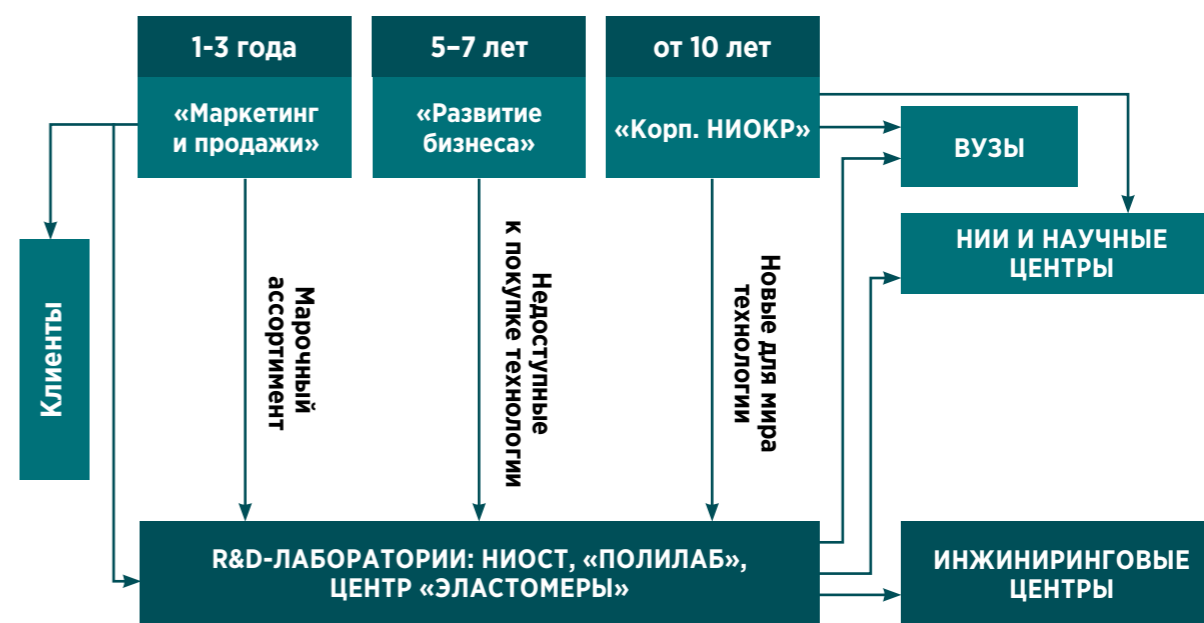 1-3 года
«Маркетинг
и продажи»
5–7 лет
«Развитие
бизнеса»
от 10 лет
«Корп. НИОКР»
ВУЗЫ
НИИ И НАУЧНЫЕ
ЦЕНТРЫ
Клиенты
Марочный
ассортимент
Недоступные
к покупке технологии
Новые для мира
технологии
R&D-ЛАБОРАТОРИИ: НИОСТ, «ПОЛИЛАБ»,
ЦЕНТР «ЭЛАСТОМЕРЫ»
ИНЖИНИРИНГОВЫЕ
ЦЕНТРЫ